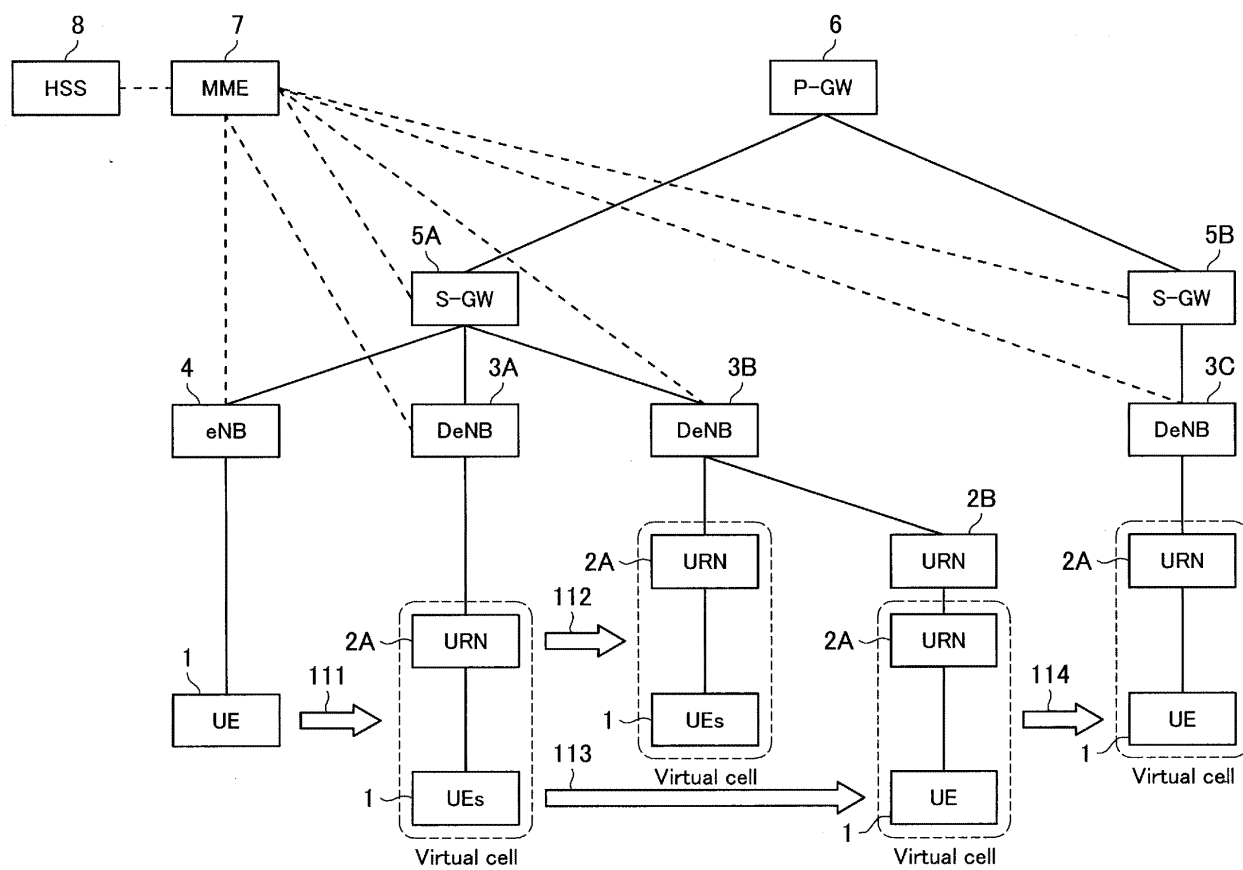 8
7
6
HSS
MME
P-GW
5A
5B
S-GW
S-GW
4
3A
3B
3C
eNB
DeNB
DeNB
DeNB
2B
2A
URN
URN
2A
URN
112
2A
URN
2A
URN
1
111
114
UE
1
UEs
1
UE
113
Virtual cell
Virtual cell
1
UEs
1
UE
Virtual cell
Virtual cell